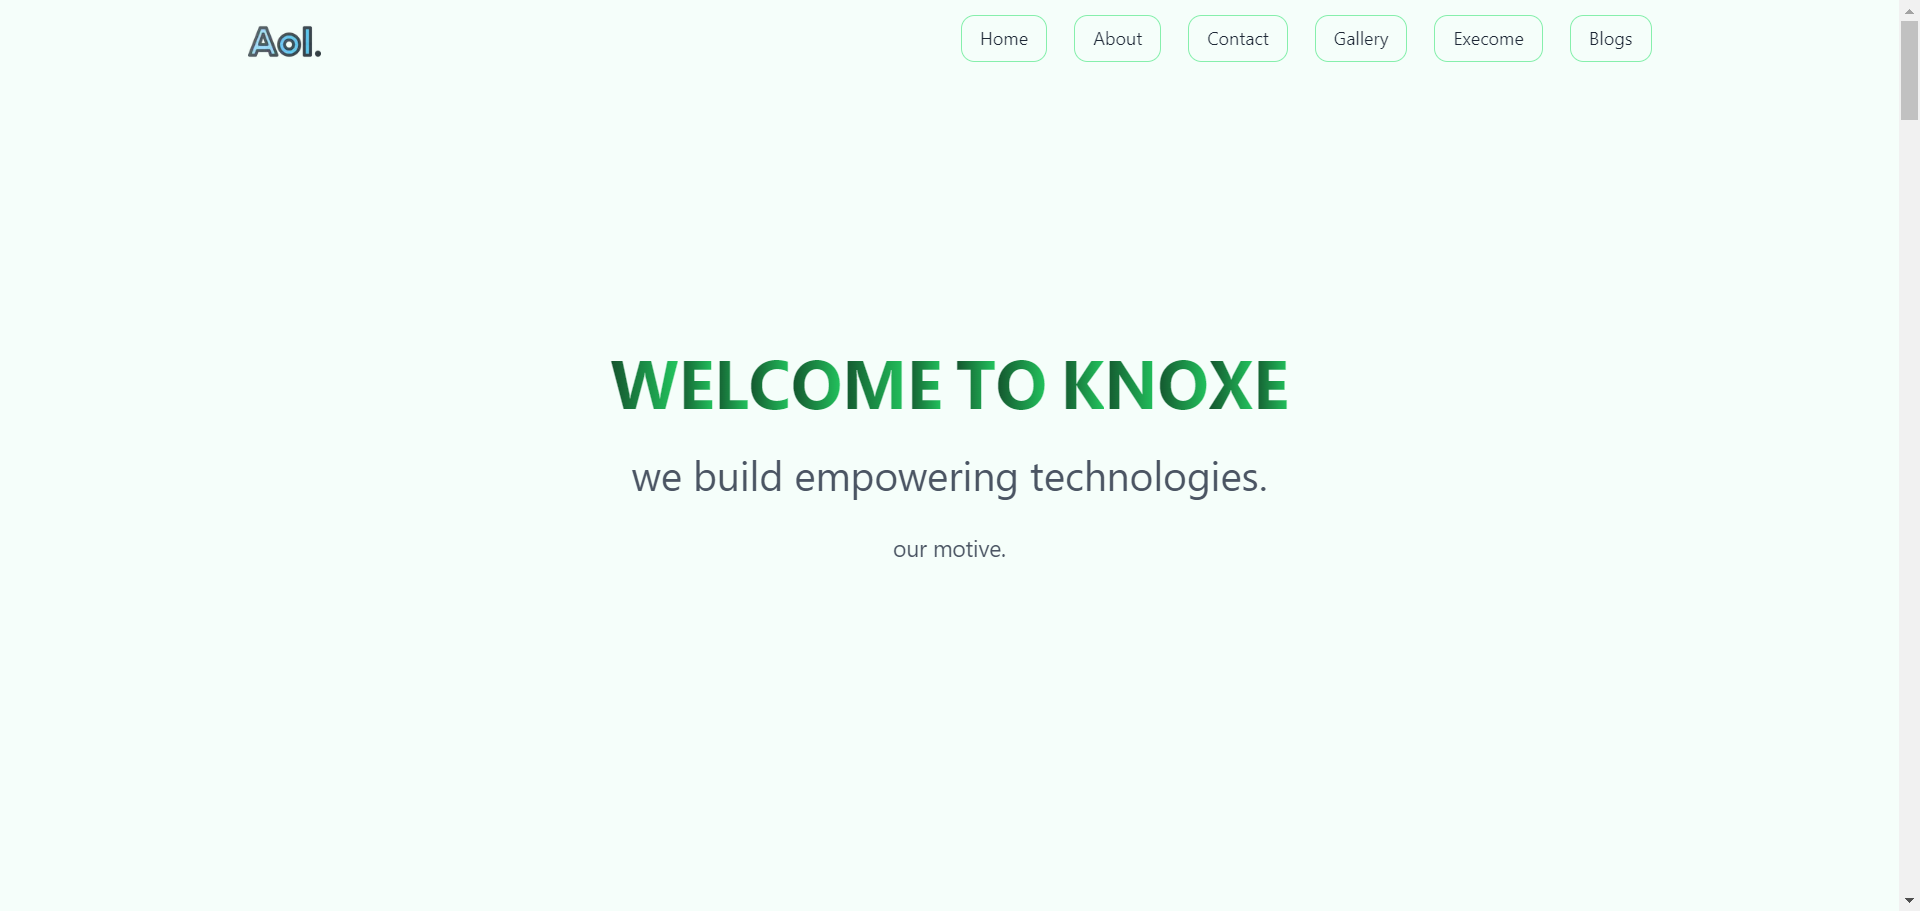 Aol.
Home About Contact Gallery Execome Blogs
WELCOME TO KNOXE
we build empowering technologies.
our motive.